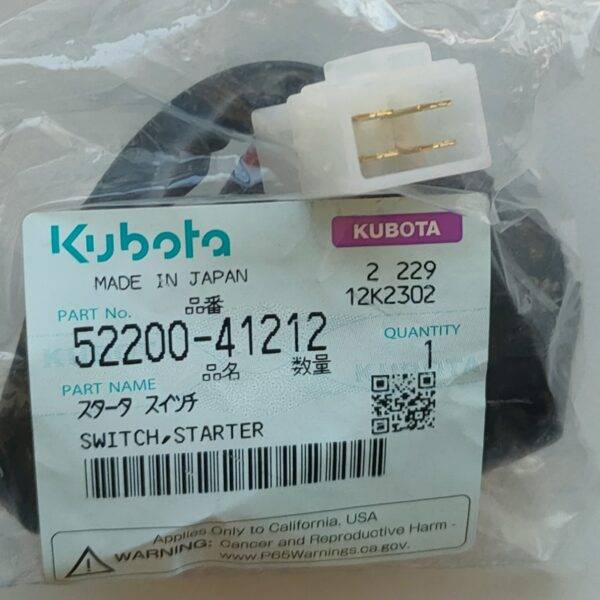 Kubota
KUBOTA
MADE IN JAPAN
2 229
12K2302
品番
PART No.
52200-41212
QUANTITY
1
品名
数量
PART NAME
スタータ スイッチ
SWITCH,STARTER
Applies Only to California, USA
WARNING: Cancer and Reproductive Harm -
www.P65Warnings.ca.gov.